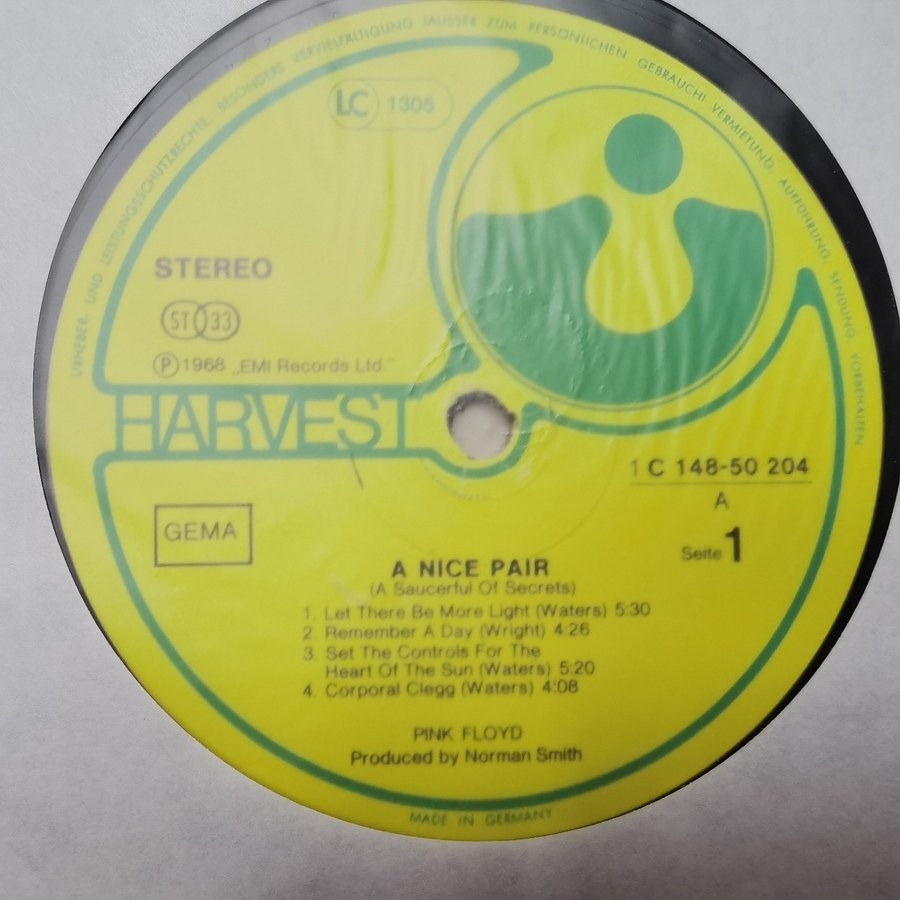 URHEBER- UND LEISTUNGSSCHUTZRECHTE, BESONDERS VERVIELFÄLTIGUNG (AUSSER ZUM PERSÖNLICHEN GEBRAUCH) VERMIETUNG, AUFFÜHRUNG SENDUNG, VORBEHALTEN
LC 1305
STEREO
ST 33
Ⓟ 1968 „EMI Records Ltd."
HARVEST
1 C 148-50 204
A
GEMA
Seite 1
A NICE PAIR
(A Saucerful Of Secrets)
1. Let There Be More Light (Waters) 5:30
2. Remember A Day (Wright) 4:26
3. Set The Controls For The
Heart Of The Sun (Waters) 5:20
4. Corporal Clegg (Waters) 4:08
PINK FLOYD
Produced by Norman Smith
MADE IN GERMANY